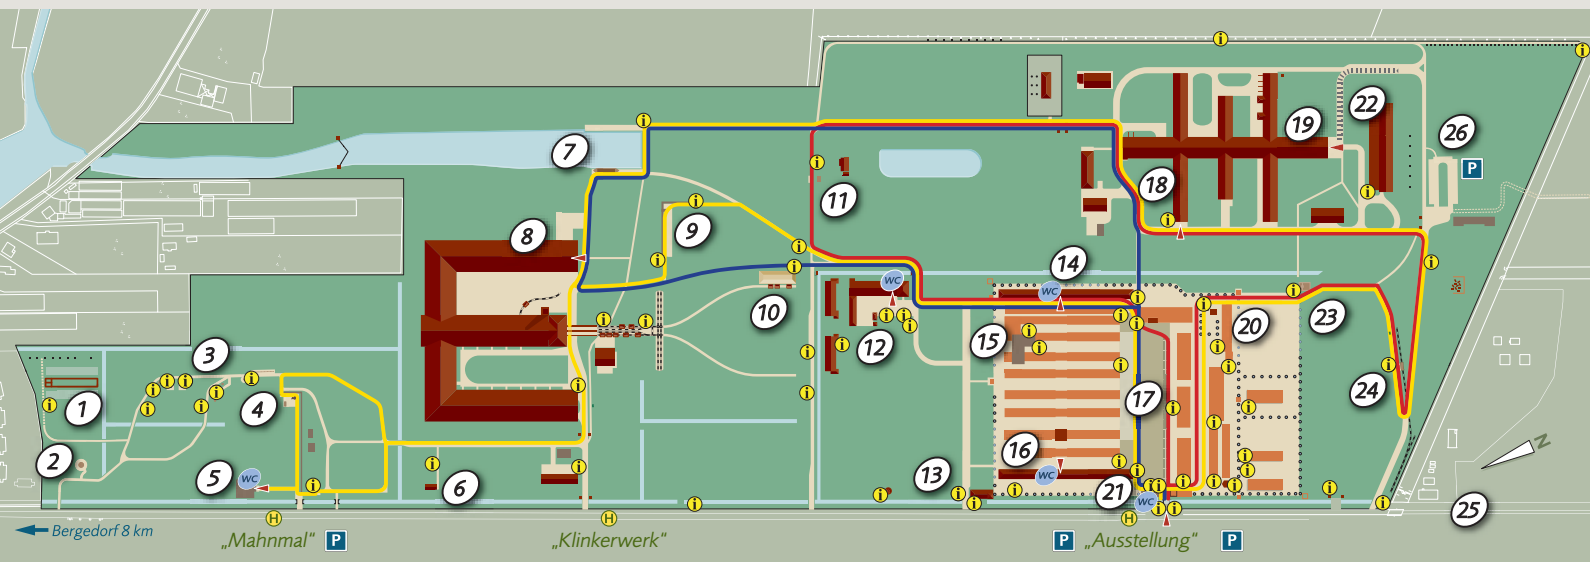 22
19
26
P
7
18
11
8
9
14
WC
WC
10
20
23
12
15
3
24
1
4
17
2
16
5
WC
WC
6
13
21
WC
25
N
H
H
H
Bergedorf 8 km
„Mahnmal“ P
„Klinkerwerk“
P „Ausstellung“ P